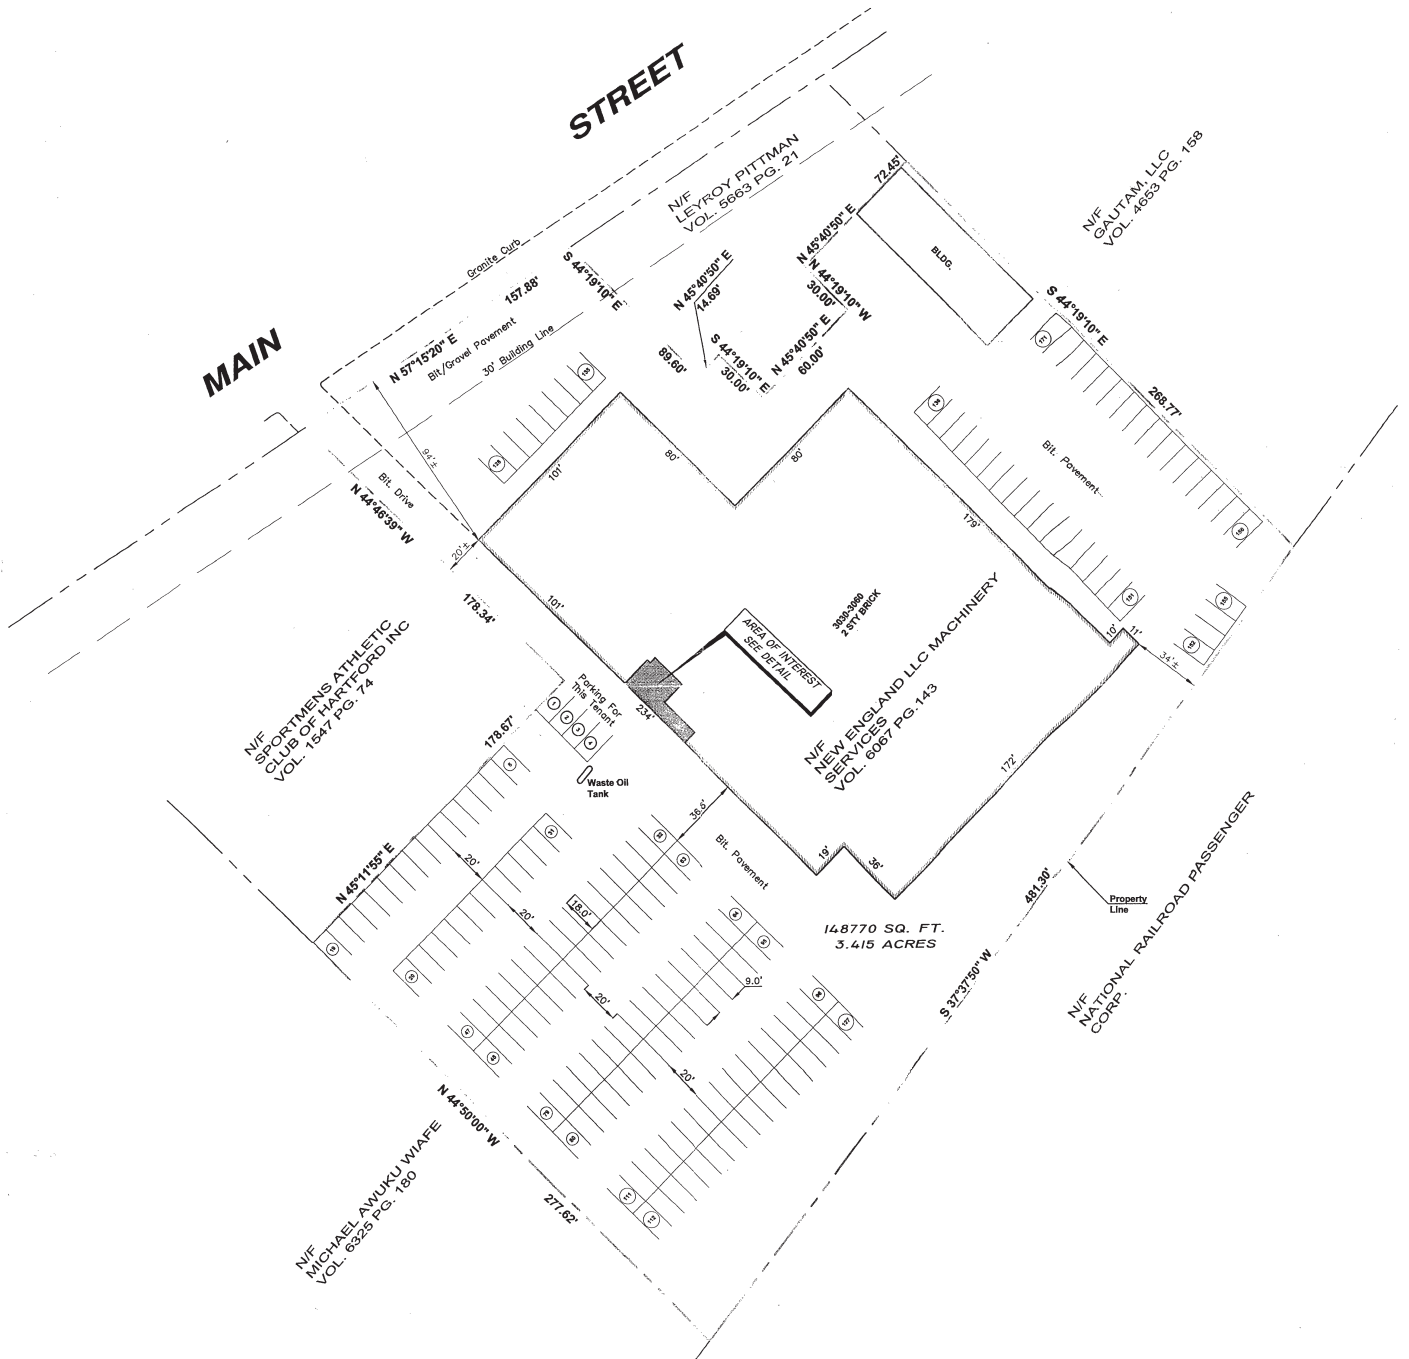 STREET
MAIN
Granite Curb
N/F
LEYROY PITTMAN
VOL. 5663 PG. 21
N/F
GAUTAM, LLC
VOL. 4653 PG. 158
72.45'
BLDG.
N 45°40'50" E
N 44°19'10" W
30.00'
S 44°19'10" E
157.88'
N 57°15'20" E
Bit/Gravel Pavement
30' Building Line
N 45°40'50" E
14.69'
89.60'
S 44°19'10" E
30.00'
N 45°40'50" E
60.00'
S 44°19'10" E
268.77'
Bit. Pavement
94'±
Bit. Drive
N 44°46'39" W
20'±
178.34'
101'
101'
80'
80'
179'
10'
11'
34'±
172'
36'
19'
234'
3030-3060
2 STY BRICK
AREA OF INTEREST
SEE DETAIL
N/F
NEW ENGLAND LLC MACHINERY
SERVICES
VOL. 6067 PG.143
N/F
SPORTMENS ATHLETIC
CLUB OF HARTFORD INC
VOL. 1547 PG. 74
Parking For
This Tenant
1
2
3
4
178.67'
Waste Oil
Tank
36.6'
Bit. Pavement
N 45°11'55" E
20'
20'
18.0'
20'
9.0'
20'
148770 SQ. FT.
3.415 ACRES
481.30'
Property
Line
S 37°37'50" W
N/F
NATIONAL RAILROAD PASSENGER
CORP.
N 44°50'00" W
277.62'
N/F
MICHAEL AWUKU WIAFE
VOL. 6325 PG. 180
111
112